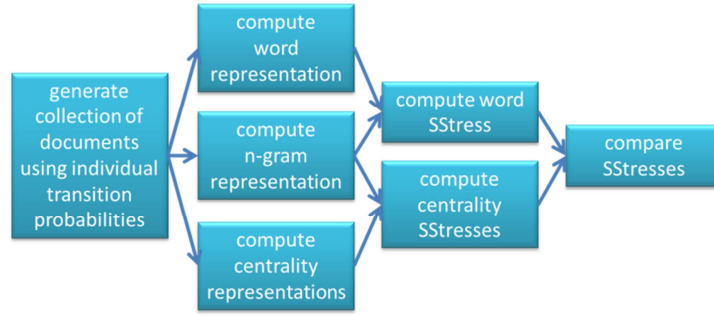 generate
collection of
documents
using individual
transition
probabilities
compute
word
representation
compute
n-gram
representation
compute
centrality
representations
compute word
SStress
compute
centrality
SStresses
compare
SStresses